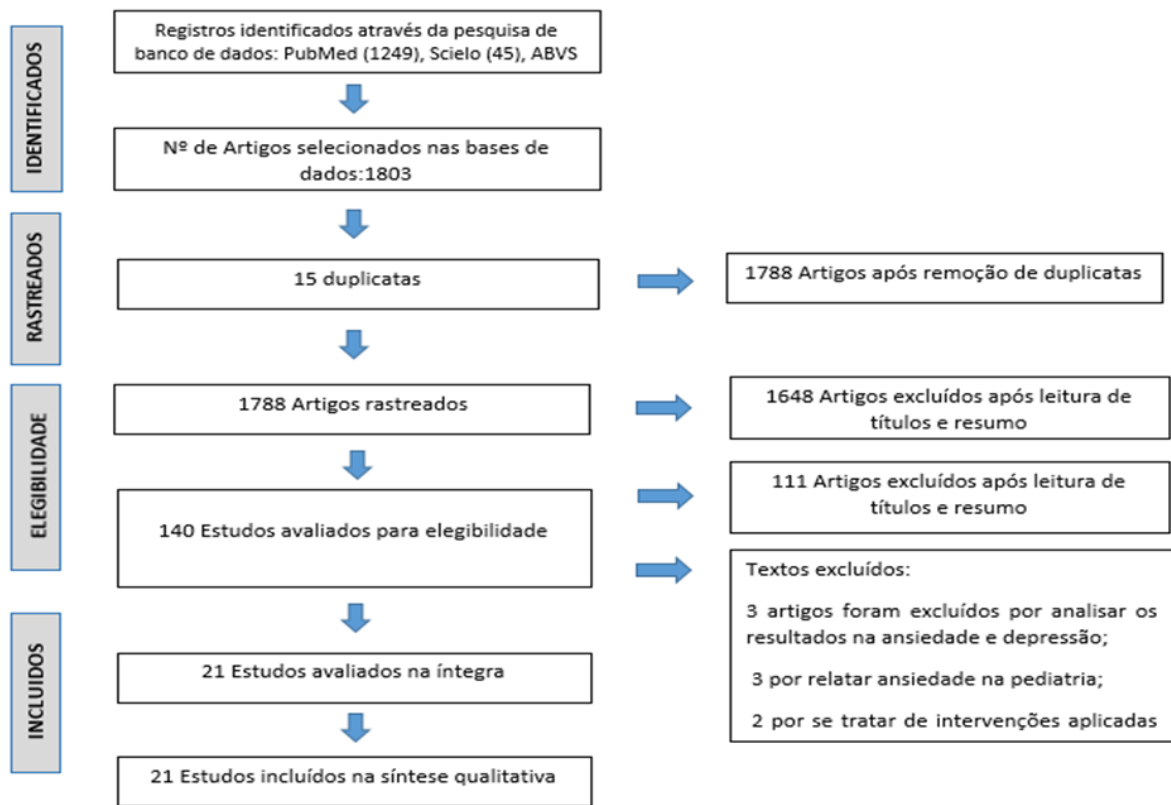 IDENTIFICADOS
Registros identificados através da pesquisa de
banco de dados: PubMed (1249), Scielo (45), ABVS
Nº de Artigos selecionados nas bases de
dados:1803
RASTREADOS
15 duplicatas
1788 Artigos após remoção de duplicatas
ELEGIBILIDADE
1788 Artigos rastreados
1648 Artigos excluídos após leitura de
títulos e resumo
140 Estudos avaliados para elegibilidade
111 Artigos excluídos após leitura de
títulos e resumo
Textos excluídos:
3 artigos foram excluídos por analisar os
resultados na ansiedade e depressão;
3 por relatar ansiedade na pediatria;
2 por se tratar de intervenções aplicadas
INCLUIDOS
21 Estudos avaliados na íntegra
21 Estudos incluídos na síntese qualitativa